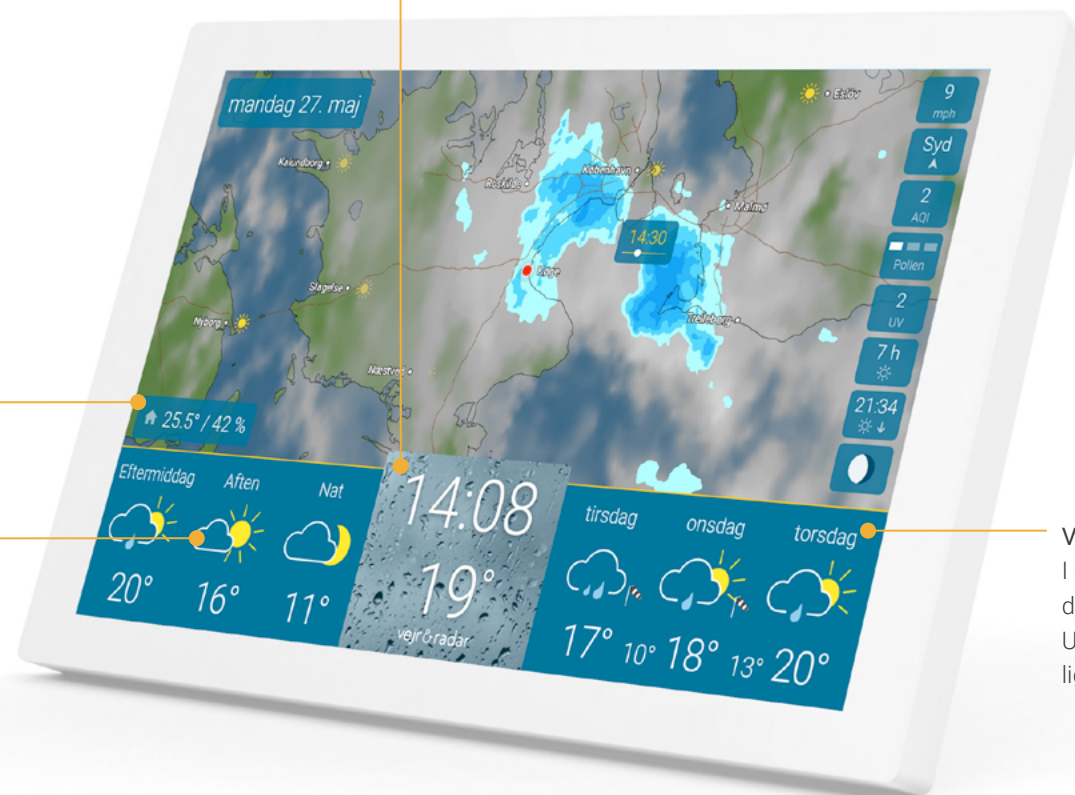 mandag 27. maj
Eslöv
9
mph
Kalundborg
København
Syd
Roskilde
Malmø
2
AQI
14:30
Pollen
Køge
Slagelse
2
UV
Nyborg
Trelleborg
7 h
Næstved
21:34
25.5° / 42 %
Eftermiddag
Aften
Nat
20°
16°
11°
14:08
19°
vejr&radar
tirsdag
onsdag
torsdag
17°
10°
18°
13°
20°
V
I
d
U
lig